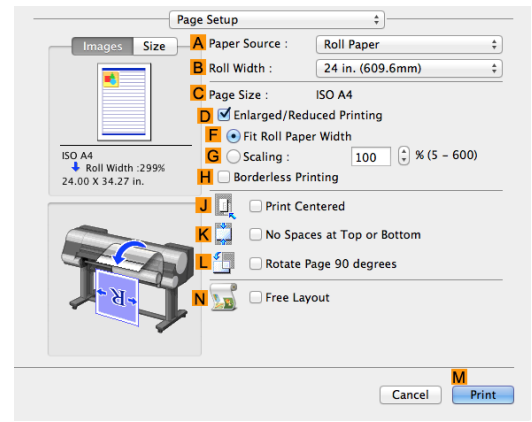 Page Setup
Images Size
A Paper Source : Roll Paper
B Roll Width : 24 in. (609.6mm)
C Page Size : ISO A4
D Enlarged/Reduced Printing
F Fit Roll Paper Width
G Scaling : 100 % (5 - 600)
H Borderless Printing
ISO A4
Roll Width :299%
24.00 X 34.27 in.
J Print Centered
K No Spaces at Top or Bottom
L Rotate Page 90 degrees
R
N Free Layout
M
Cancel Print